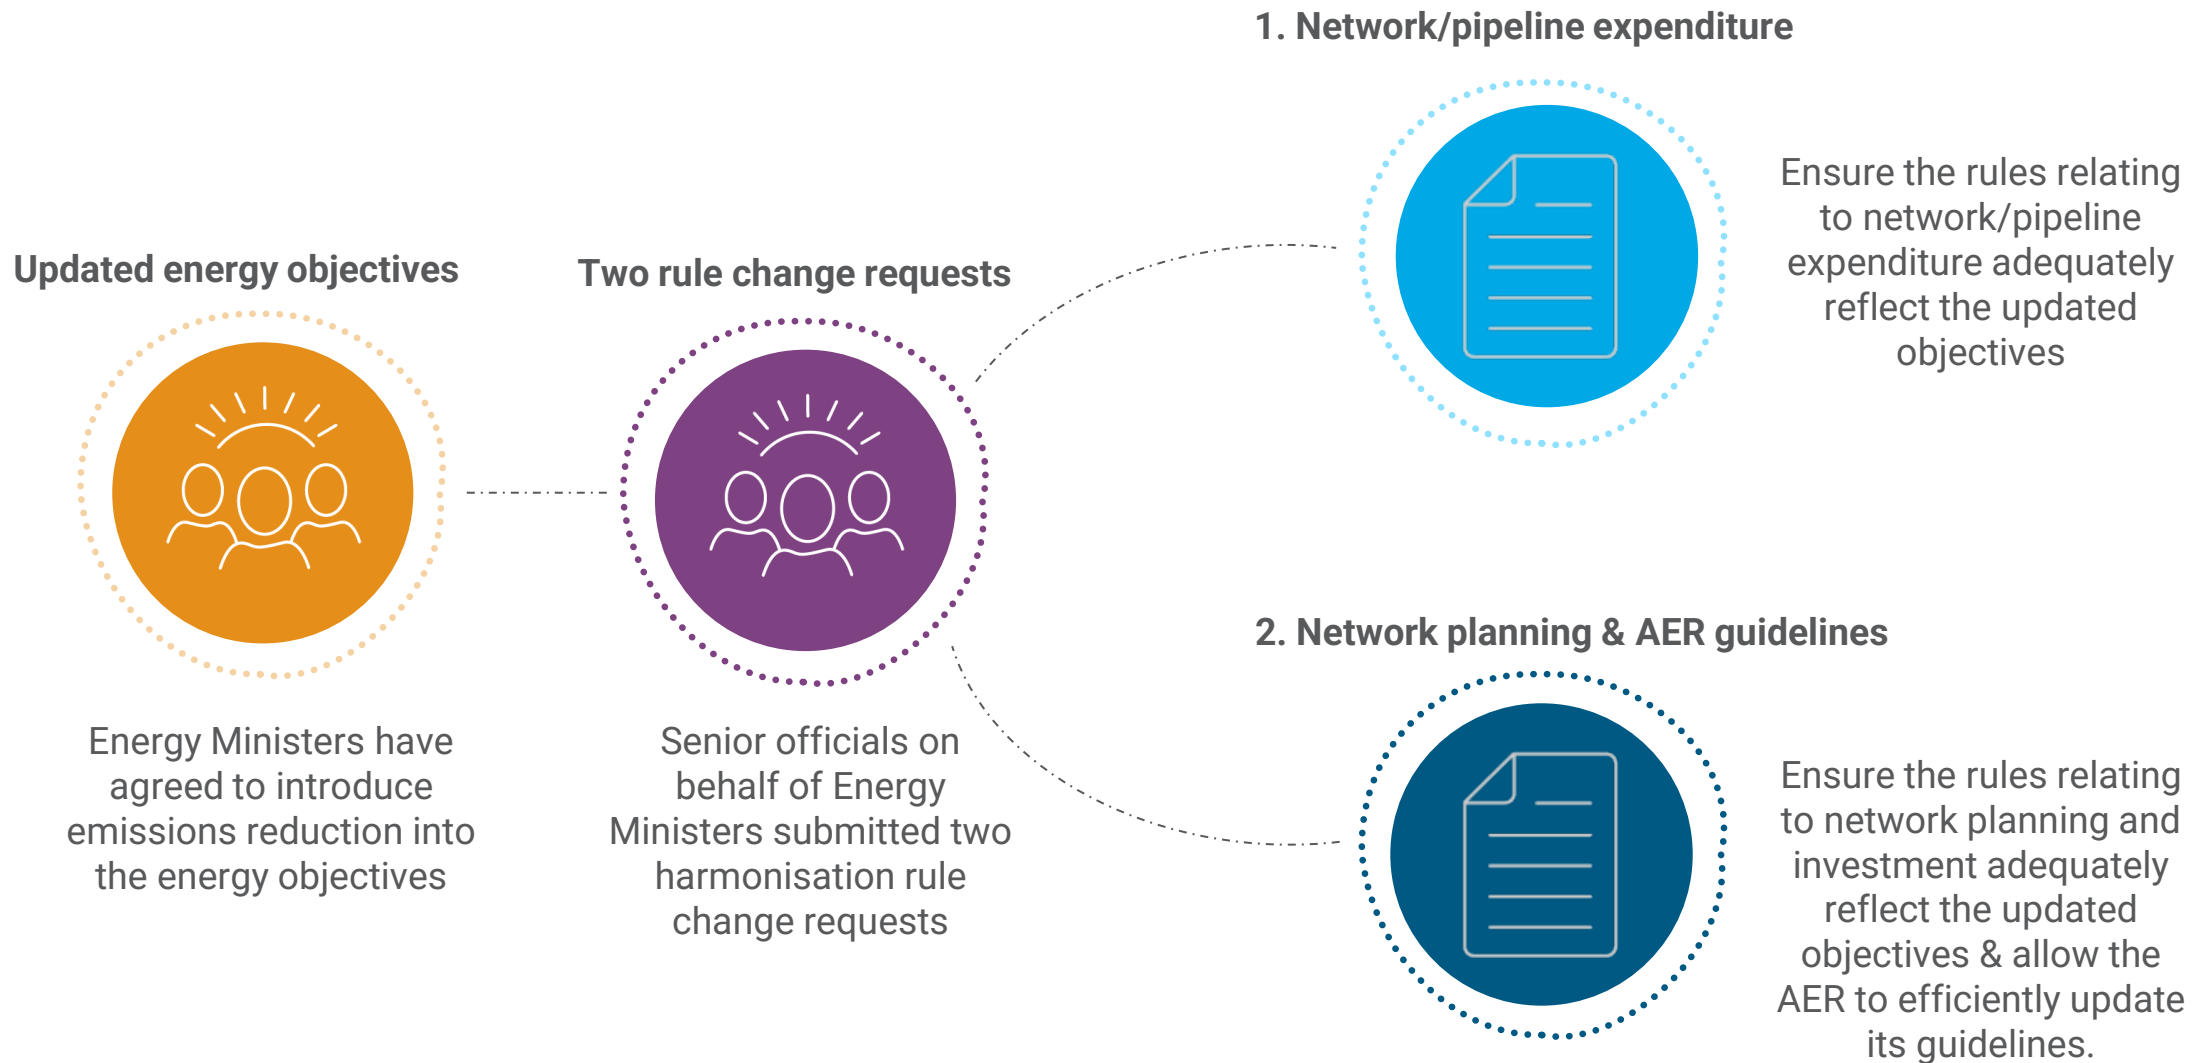 Updated energy objectives
Energy Ministers have
agreed to introduce
emissions reduction into
the energy objectives
Two rule change requests
Senior officials on
behalf of Energy
Ministers submitted two
harmonisation rule
change requests
1. Network/pipeline expenditure
Ensure the rules relating
to network/pipeline
expenditure adequately
reflect the updated
objectives
2. Network planning & AER guidelines
Ensure the rules relating
to network planning and
investment adequately
reflect the updated
objectives & allow the
AER to efficiently update
its guidelines.